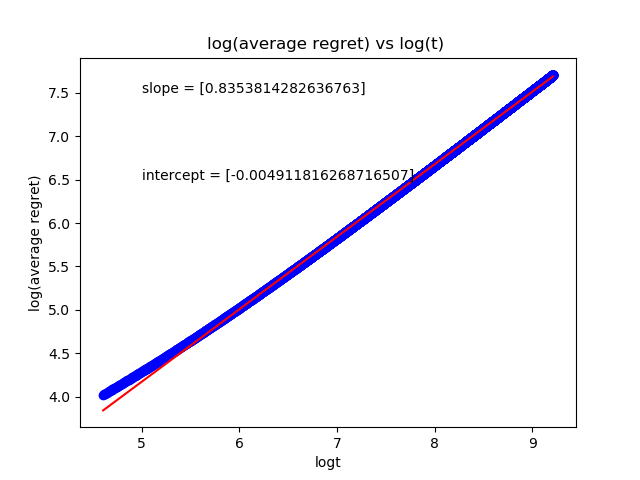 log(average regret) vs log(t)
slope = [0.8353814282636763]
intercept = [-0.004911816268716507]
log(average regret)
7.5
7.0
6.5
6.0
5.5
5.0
4.5
4.0
5 6 7 8 9
logt